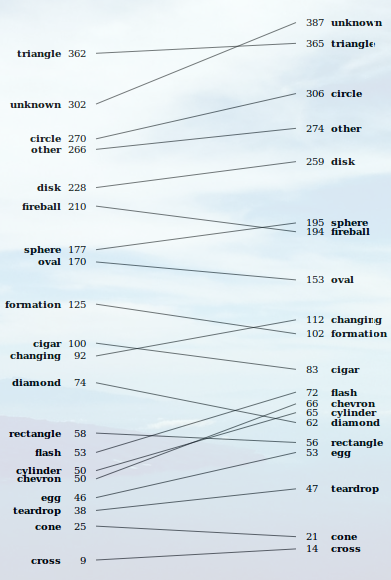 387 unknown
365 triangle
triangle 362
306 circle
unknown 302
274 other
circle 270
other 266
259 disk
disk 228
fireball 210
195 sphere
194 fireball
sphere 177
oval 170
153 oval
formation 125
112 changing
102 formation
cigar 100
changing 92
83 cigar
diamond 74
72 flash
66 chevron
65 cylinder
62 diamond
rectangle 58
56 rectangle
flash 53
53 egg
cylinder 50
chevron 50
47 teardrop
egg 46
teardrop 38
cone 25
21 cone
14 cross
cross 9